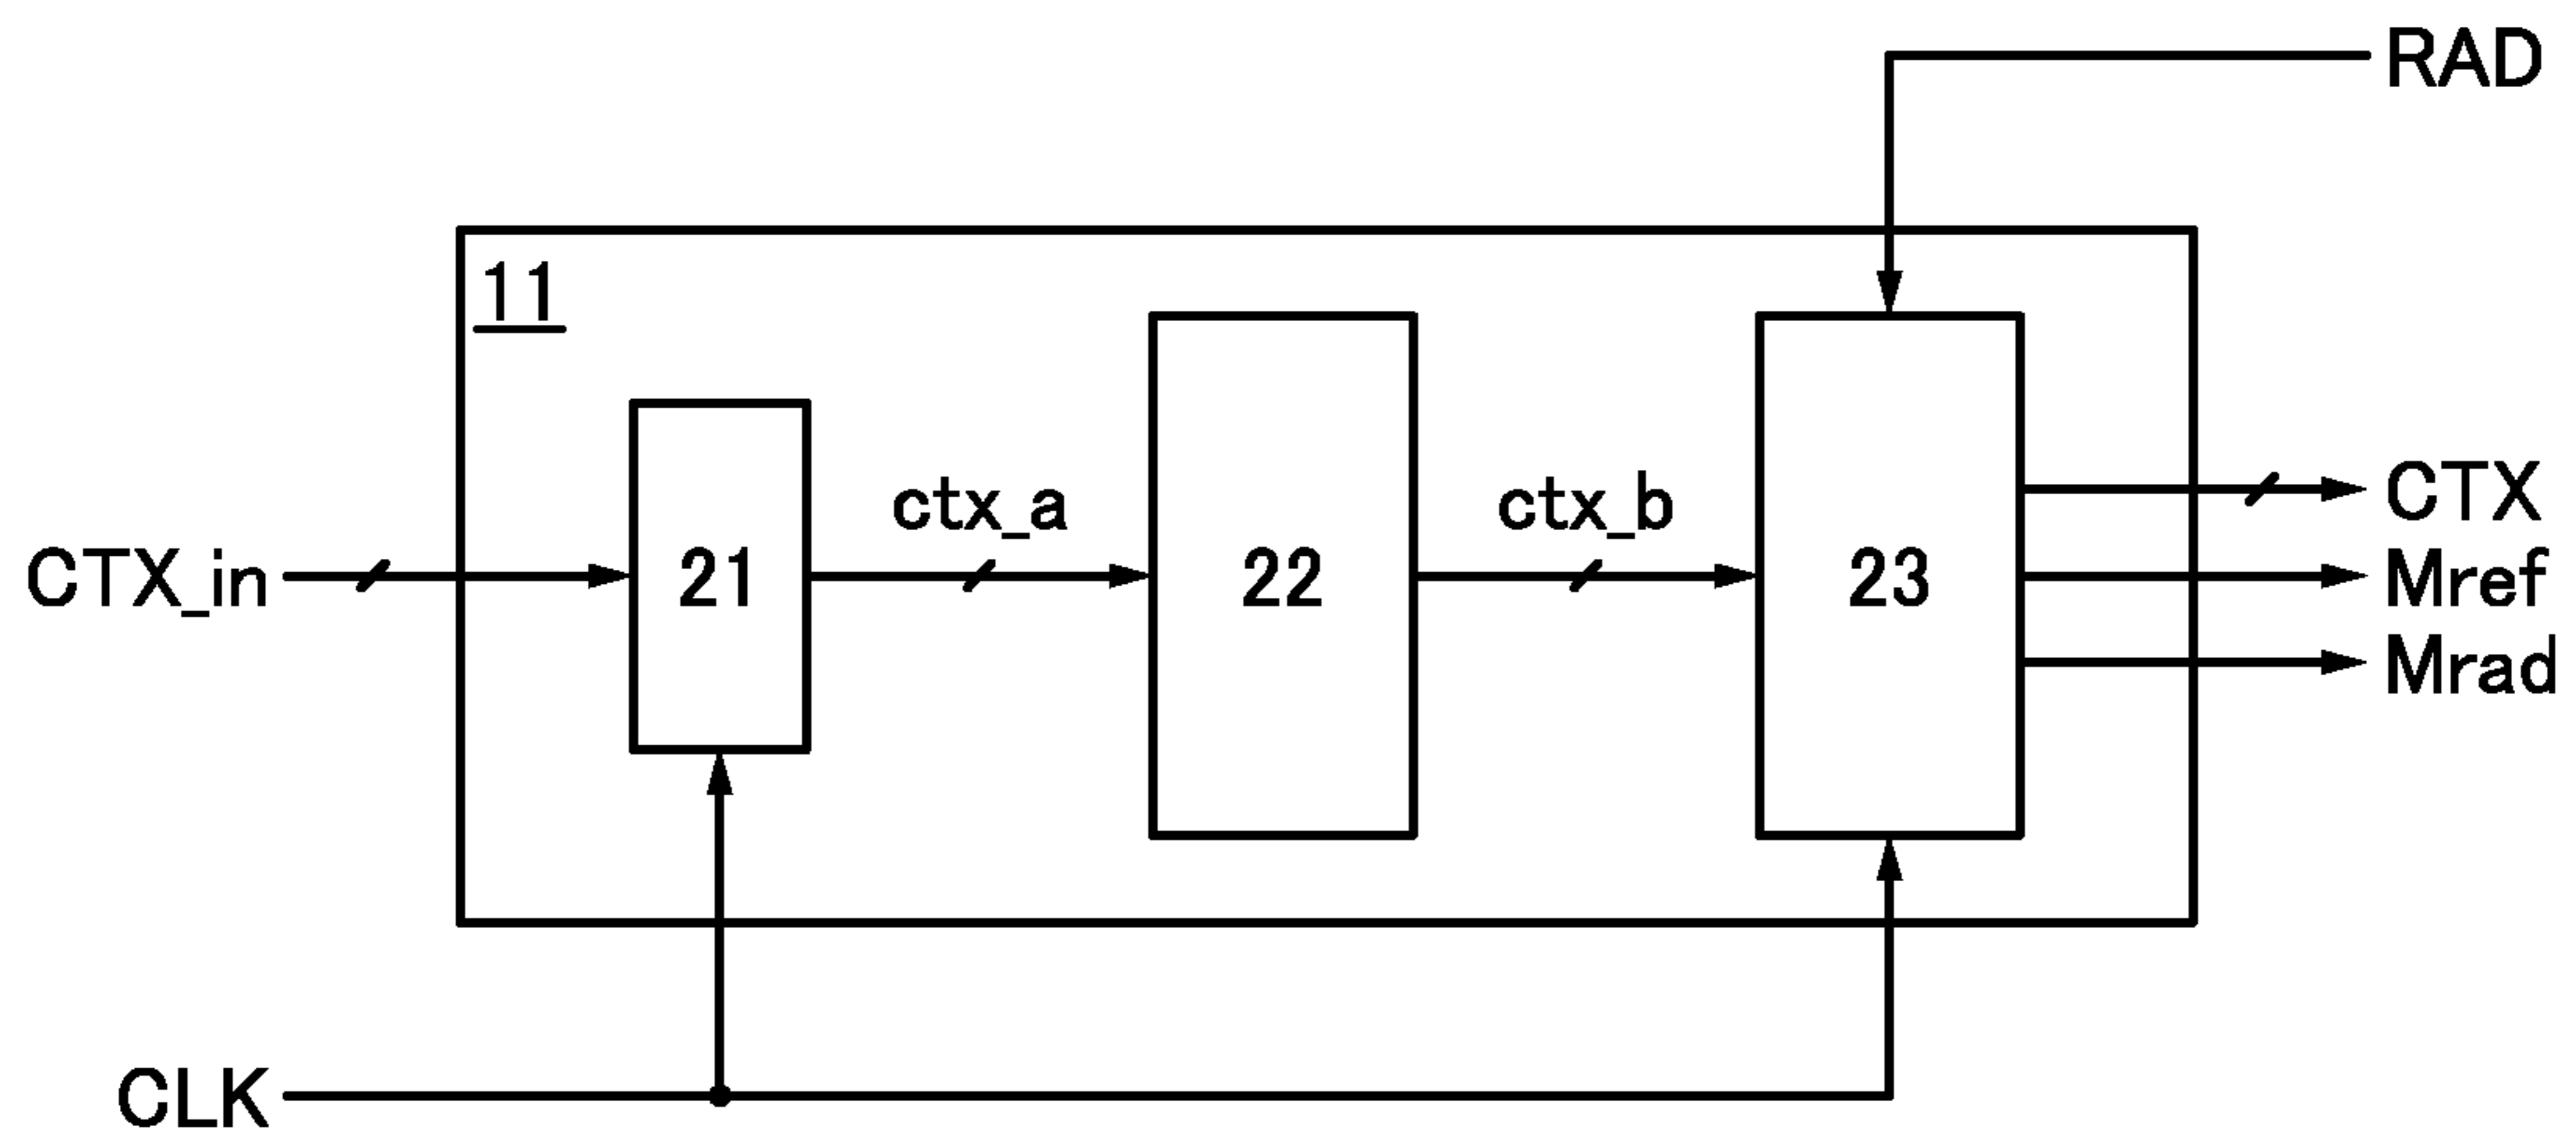 RAD
11
ctx_a
ctx_b
CTX
CTX_in
21
22
23
Mref
Mrad
CLK